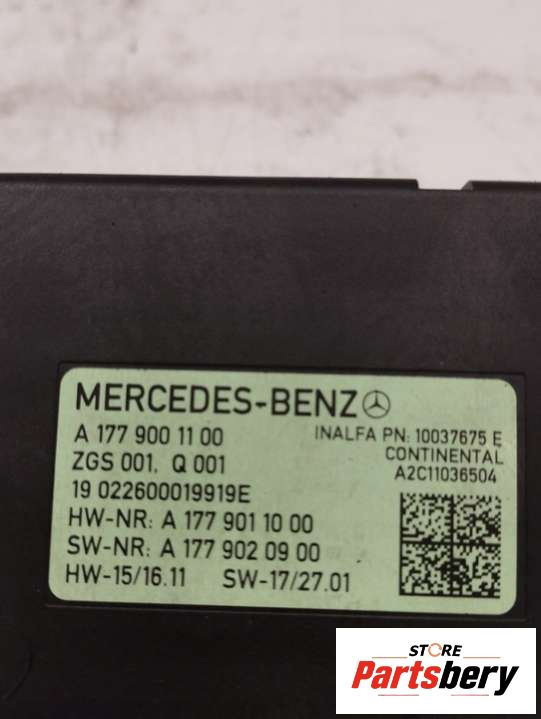 MERCEDES-BENZ
A 177 900 11 00
INALFA PN: 10037675 E
ZGS 001, Q 001
CONTINENTAL
A2C11036504
19 022600019919E
HW-NR: A 177 901 10 00
SW-NR: A 177 902 09 00
HW-15/16.11 SW-17/27.01
STORE
Partsbery